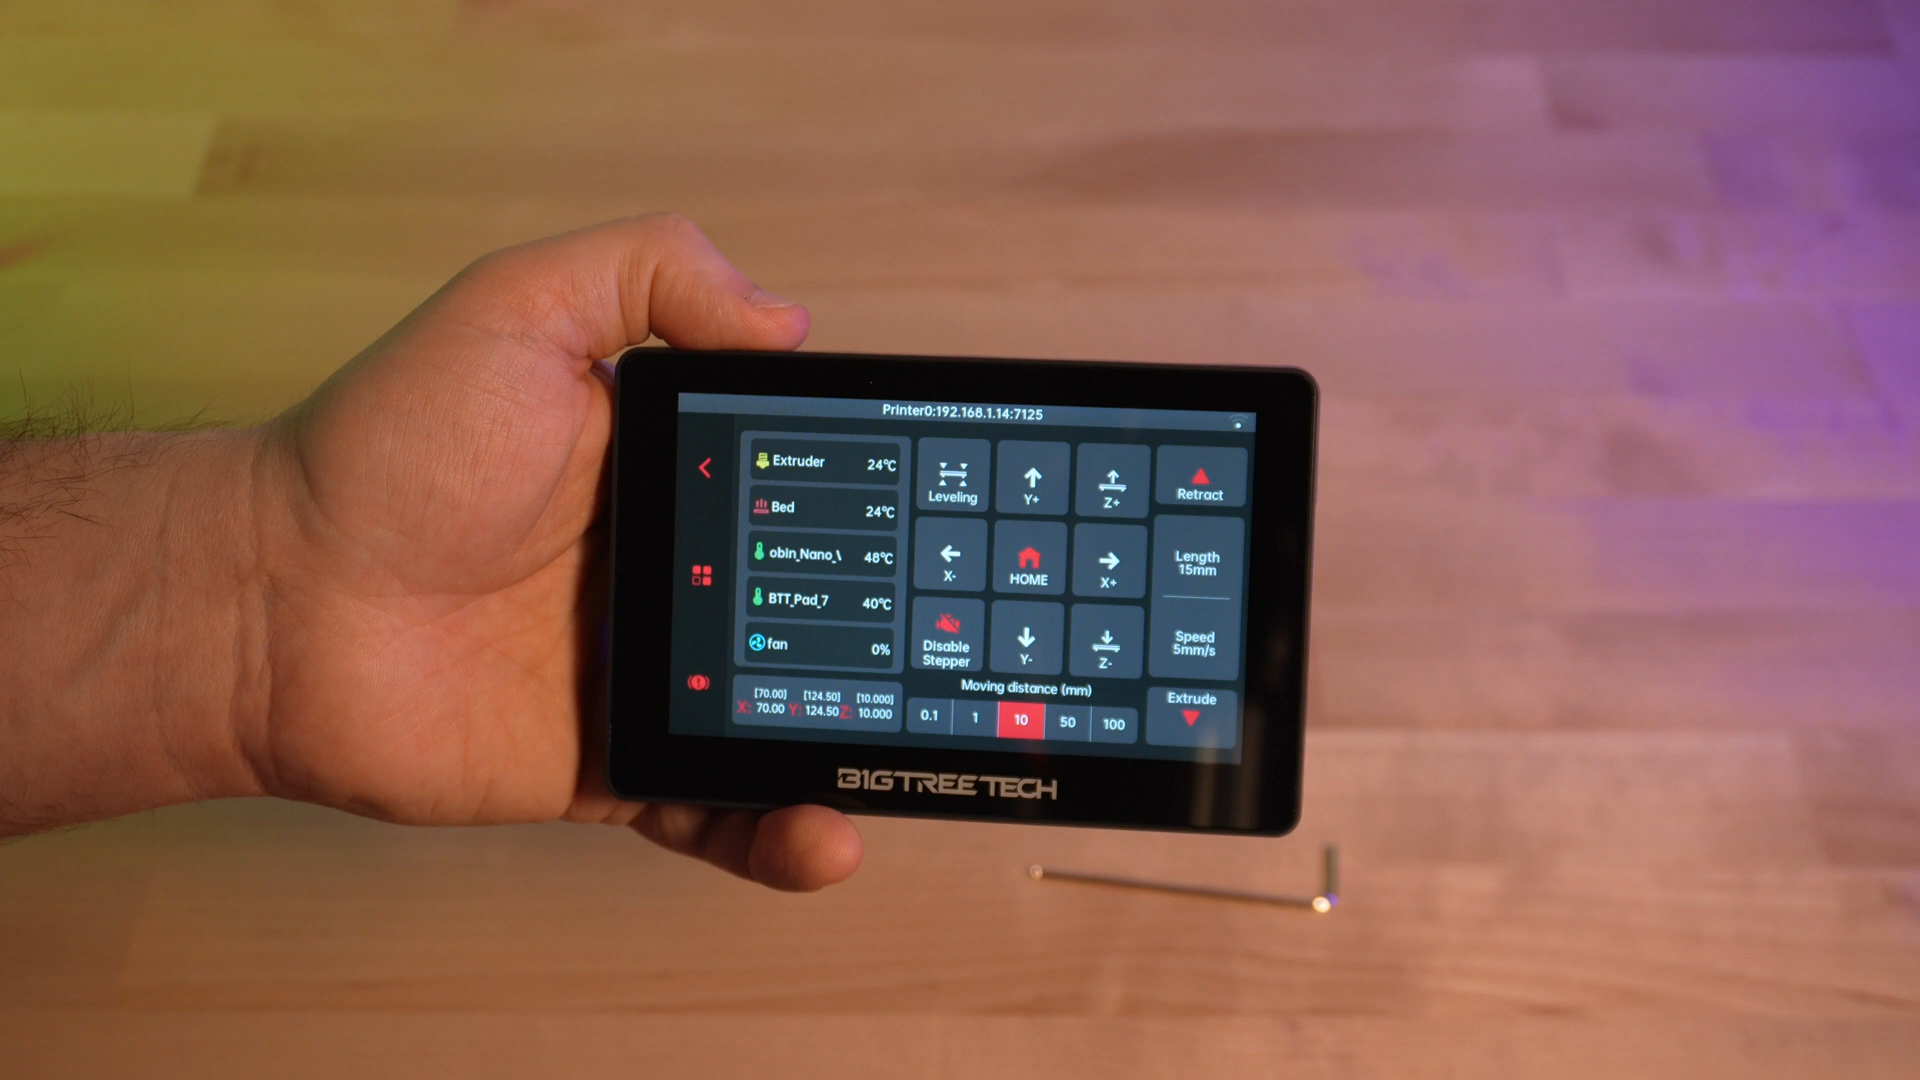 Printer0:192.168.1.14:7125
Extruder 24℃
Bed 24℃
obin_Nano_\ 48℃
BTT_Pad_7 40℃
fan 0%
[70.00] [124.50] [10.000]
X: 70.00 Y: 124.50 Z: 10.000
Leveling
Y+
Z+
X-
HOME
X+
Disable
Stepper
Y-
Z-
Moving distance (mm)
0.1 1 10 50 100
Retract
Length
15mm
Speed
5mm/s
Extrude
BIGTREETECH